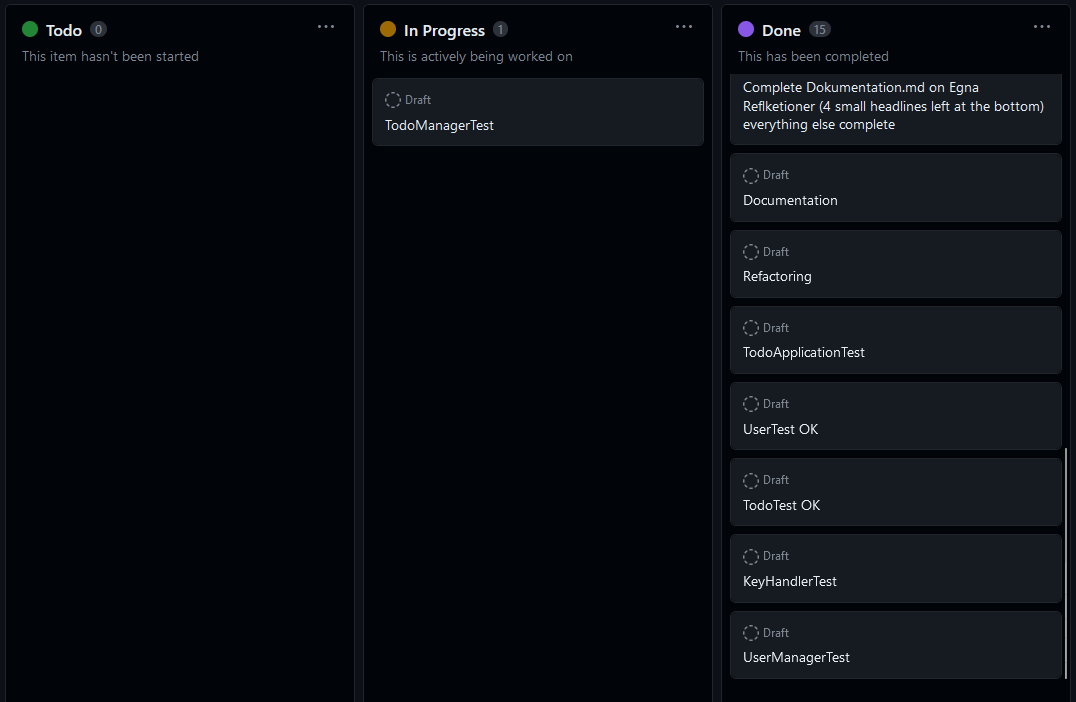 Todo 0
This item hasn't been started
In Progress 1
This is actively being worked on
Draft
TodoManagerTest
Done 15
This has been completed
Complete Dokumentation.md on Egna
Reflketioner (4 small headlines left at the bottom)
everything else complete
Draft
Documentation
Draft
Refactoring
Draft
TodoApplicationTest
Draft
UserTest OK
Draft
TodoTest OK
Draft
KeyHandlerTest
Draft
UserManagerTest